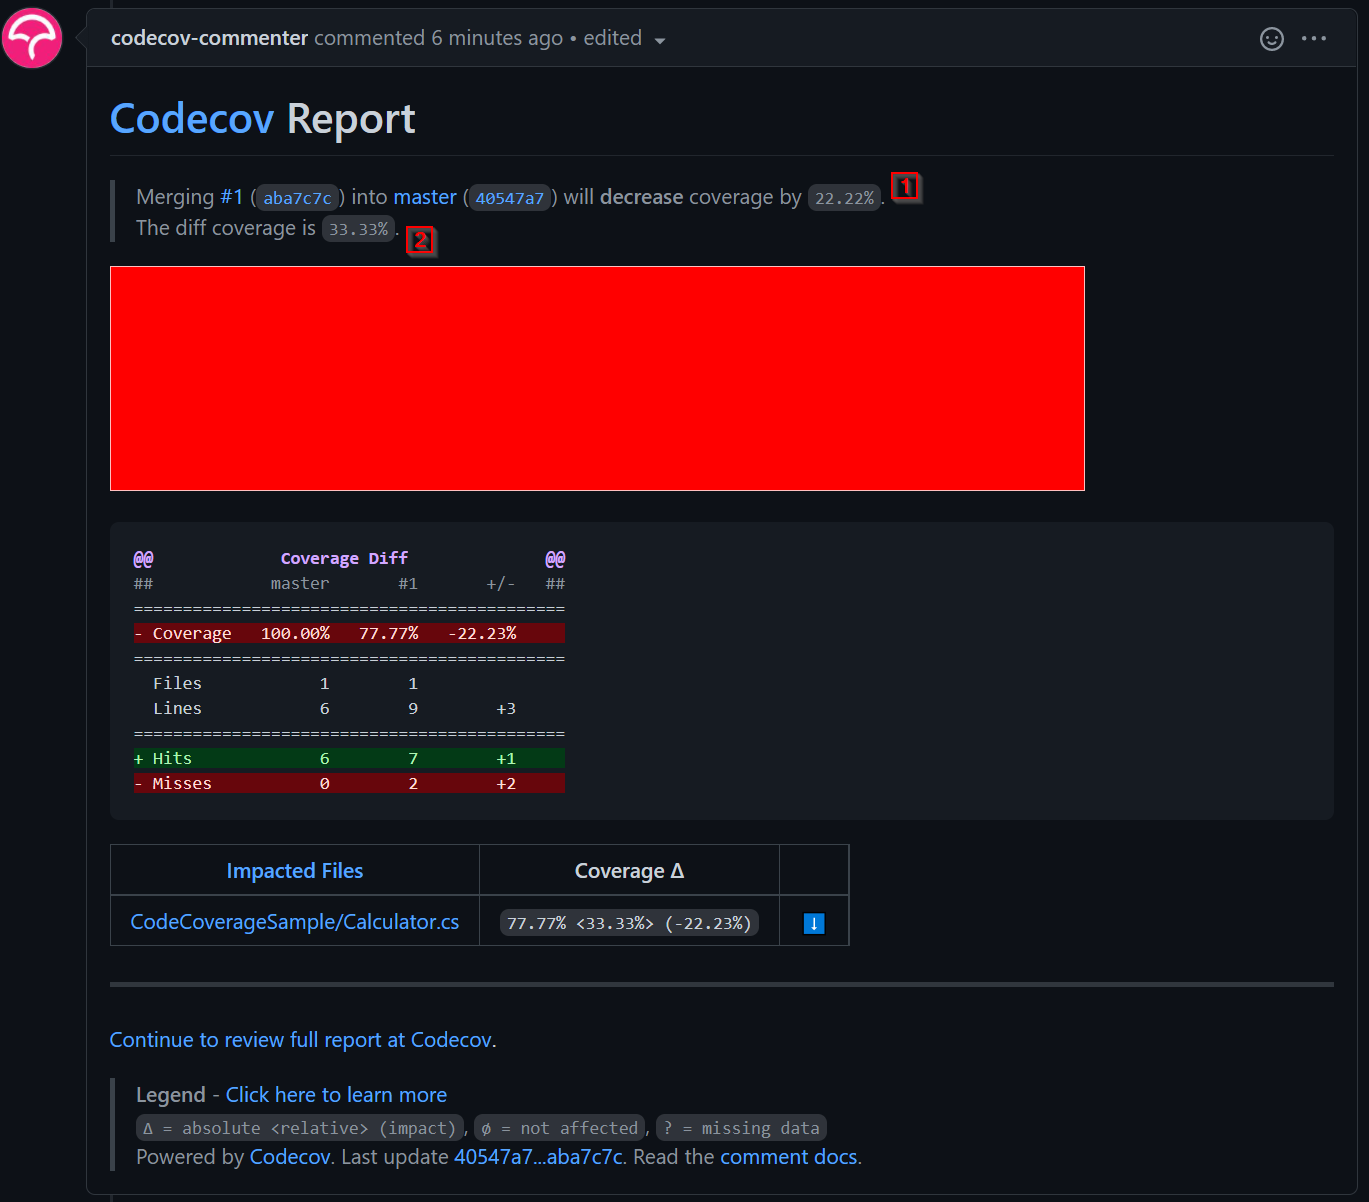 codecov-commenter commented 6 minutes ago • edited
Codecov Report
Merging #1 (aba7c7c) into master (40547a7) will decrease coverage by 22.22%. 1
The diff coverage is 33.33%. 2
@@ Coverage Diff @@
## master #1 +/- ##
============================================
- Coverage 100.00% 77.77% -22.23%
============================================
Files 1 1
Lines 6 9 +3
============================================
+ Hits 6 7 +1
- Misses 0 2 +2
Impacted Files Coverage Δ
CodeCoverageSample/Calculator.cs 77.77% <33.33%> (-22.23%) ↓
Continue to review full report at Codecov.
Legend - Click here to learn more
Δ = absolute <relative> (impact), ø = not affected, ? = missing data
Powered by Codecov. Last update 40547a7...aba7c7c. Read the comment docs.